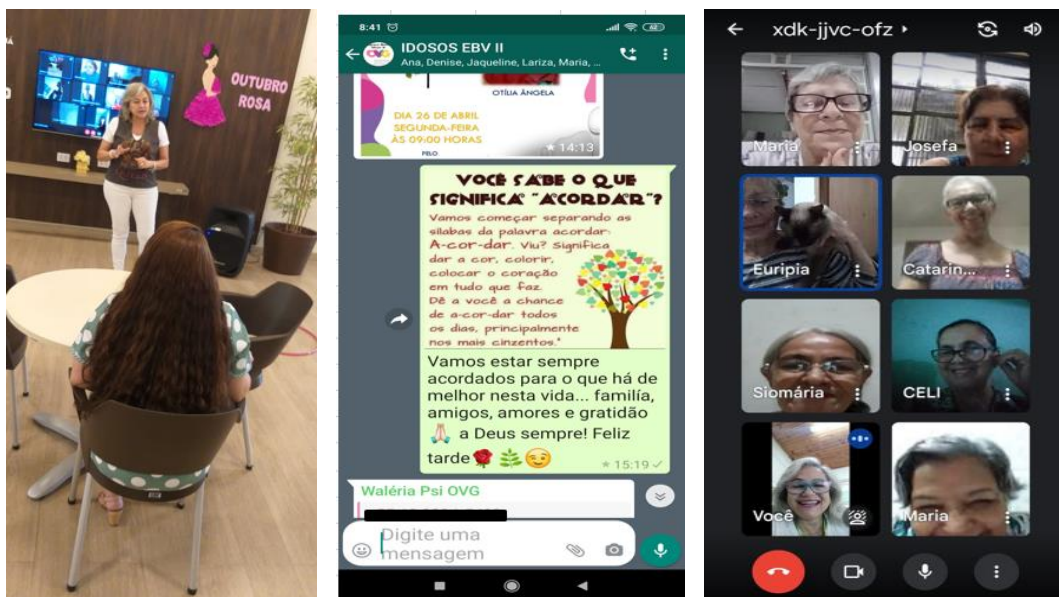 OUTUBRO
ROSA
8:41
62
OVG
IDOSOS EBV II
Ana, Denise, Jaqueline, Lariza, Maria, ...
OTÍLIA ÂNGELA
DIA 26 DE ABRIL
SEGUNDA-FEIRA
ÀS 09:00 HORAS
PELO
14:13
VOCÊ SABE O QUE
SIGNIFICA "ACORDAR"?
Vamos começar separando as
sílabas da palavra acordar:
A-cor-dar. Viu? Significa
dar a cor, colorir,
colocar o coração
em tudo que faz.
Dê a você a chance
de a-cor-dar todos
os dias, principalmente
nos mais cinzentos."
Vamos estar sempre
acordados para o que há de
melhor nesta vida... família,
amigos, amores e gratidão
🙏 a Deus sempre! Feliz
tarde🌹🌿😉
15:19
Waléria Psi OVG
Digite uma
mensagem
xdk-jjvc-ofz
Maria
Josefa
Euripia
Catarin...
Siomária
CELI
Você
Maria